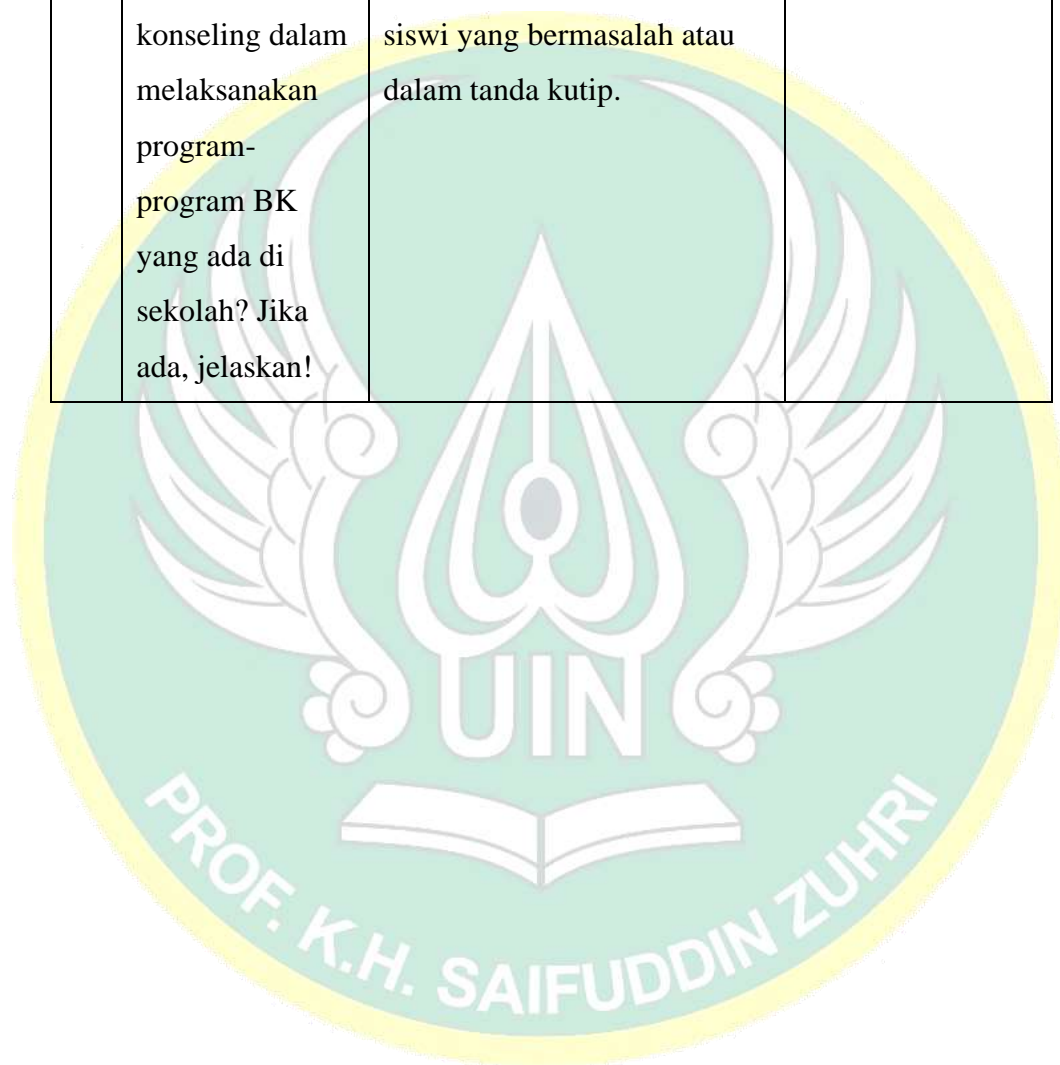 konseling dalam
melaksanakan
program-
program BK
yang ada di
sekolah? Jika
ada, jelaskan!
siswi yang bermasalah atau
dalam tanda kutip.
UIN
PROF. K.H. SAIFUDDIN ZUHRI